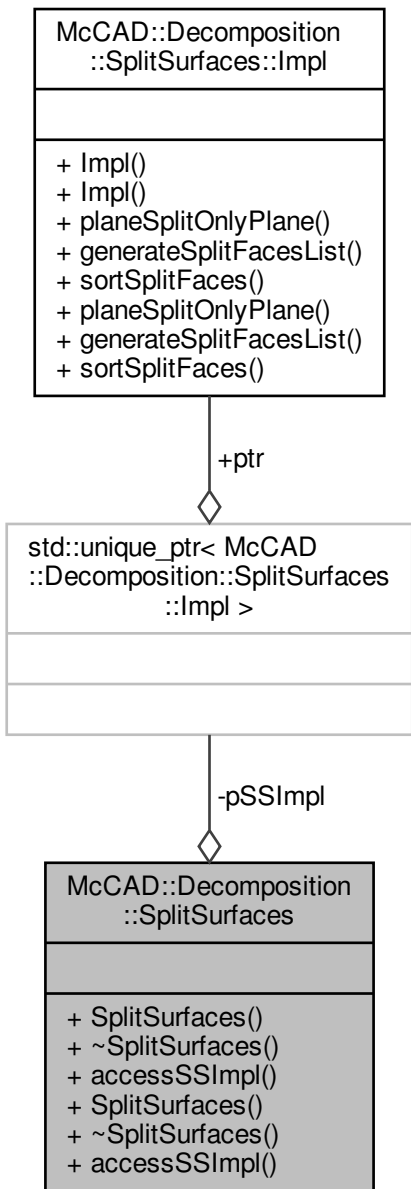 McCAD::Decomposition
::SplitSurfaces::Impl
+ Impl()
+ Impl()
+ planeSplitOnlyPlane()
+ generateSplitFacesList()
+ sortSplitFaces()
+ planeSplitOnlyPlane()
+ generateSplitFacesList()
+ sortSplitFaces()
+ptr
std::unique_ptr< McCAD
::Decomposition::SplitSurfaces
::Impl >
-pSSImpl
McCAD::Decomposition
::SplitSurfaces
+ SplitSurfaces()
+ ~SplitSurfaces()
+ accessSSImpl()
+ SplitSurfaces()
+ ~SplitSurfaces()
+ accessSSImpl()